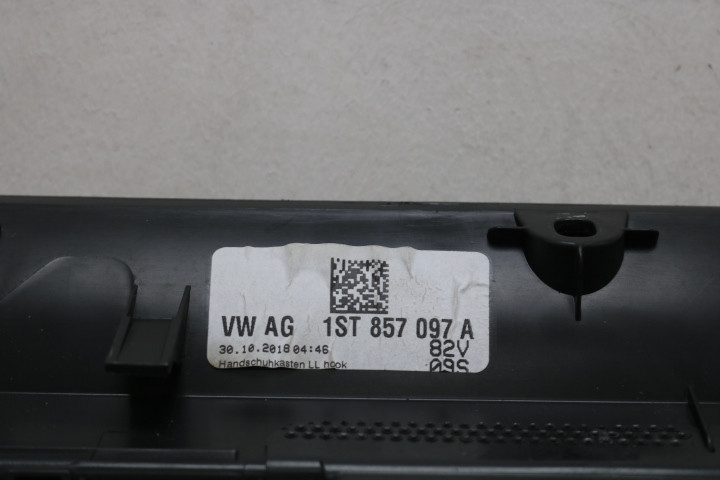 VW AG 1ST 857 097 A
30.10.2018 04:46 82V
Handschuhkasten LL hook 09S